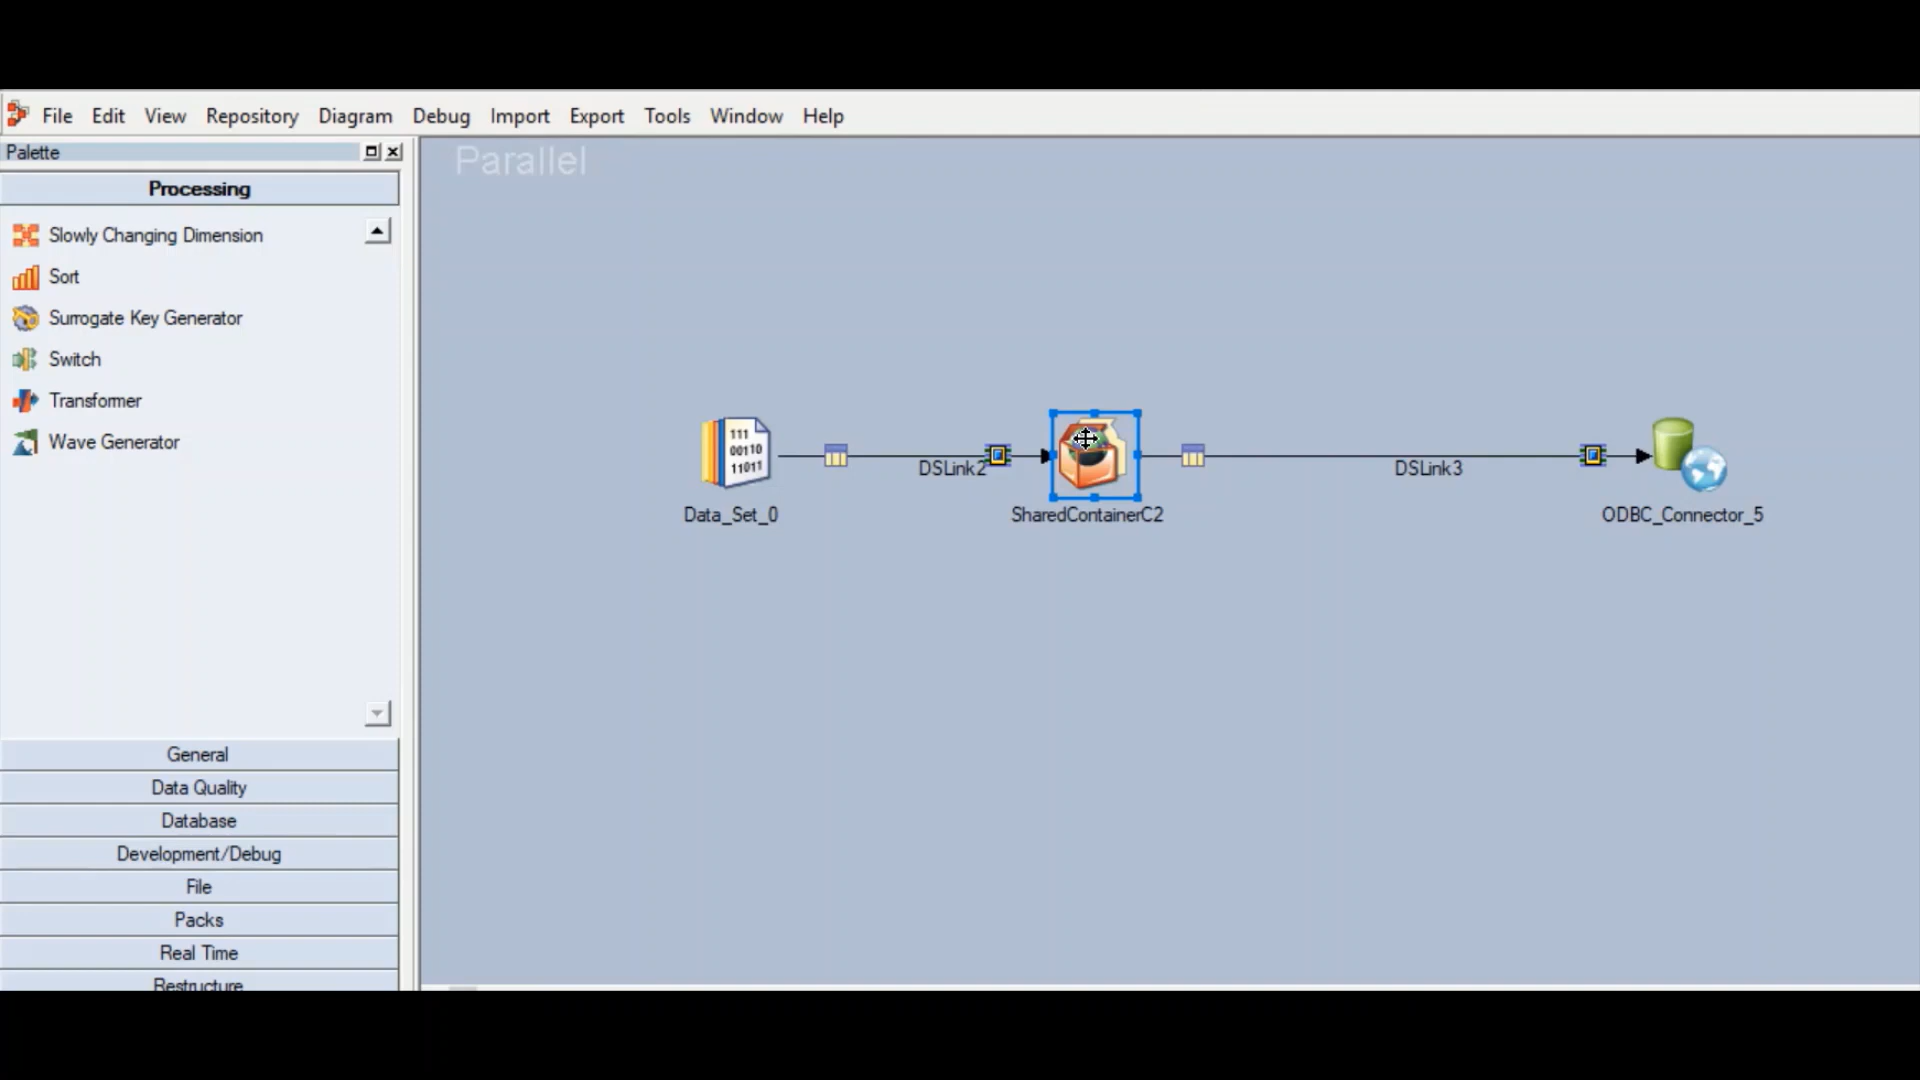 File Edit View Repository Diagram Debug Import Export Tools Window Help
Palette
Parallel
Processing
Slowly Changing Dimension
Sort
Surrogate Key Generator
Switch
Transformer
Wave Generator
111
00110
11011
DSLink2
DSLink3
Data_Set_0
SharedContainerC2
ODBC_Connector_5
General
Data Quality
Database
Development/Debug
File
Packs
Real Time
Restructure